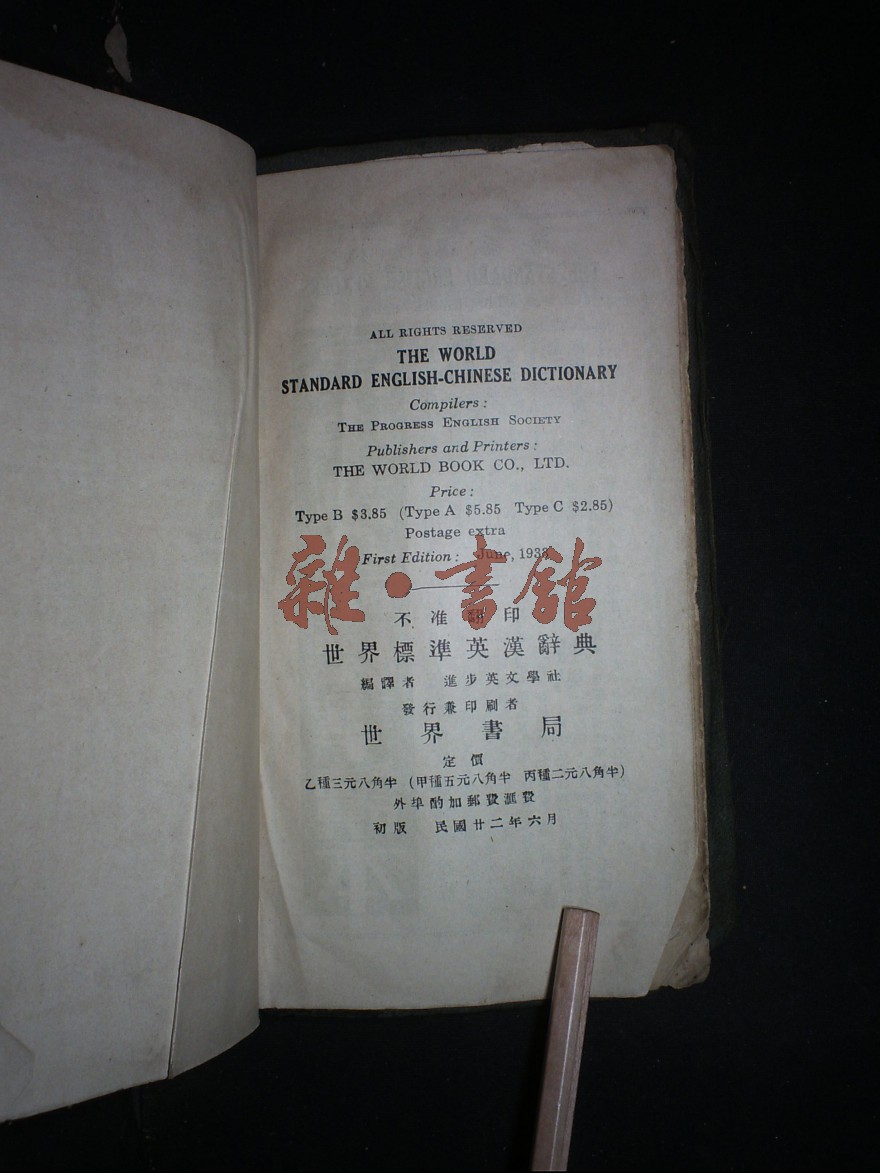 ALL RIGHTS RESERVED
THE WORLD
STANDARD ENGLISH-CHINESE DICTIONARY
Compilers :
THE PROGRESS ENGLISH SOCIETY
Publishers and Printers :
THE WORLD BOOK CO., LTD.
Price :
Type B $3.85 (Type A $5.85 Type C $2.85)
Postage extra
First Edition : June, 1933
雜·書館
不准翻印
世界標準英漢辭典
編譯者 進步英文學社
發行兼印刷者
世界書局
定價
乙種三元八角半 (甲種五元八角半 丙種二元八角半)
外埠酌加郵費滙費
初版 民國廿二年六月